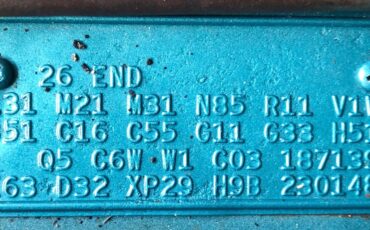 26 END
31 M21 M31 N85 R11 V1W
51 C16 C55 G11 G33 H51
Q5 C6W W1 C03 187139
63 D32 XP29 H9B 230148